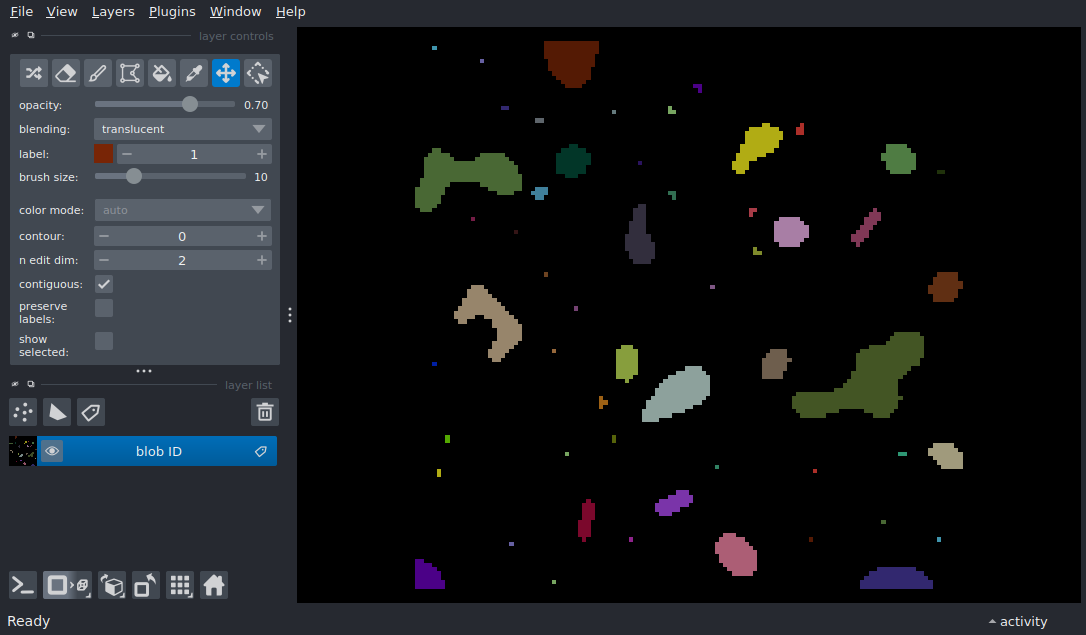 File View Layers Plugins Window Help
layer controls
opacity: 0.70
blending: translucent
label: 1
brush size: 10
color mode: auto
contour: 0
n edit dim: 2
contiguous:
preserve
labels:
show
selected:
layer list
blob ID
Ready
activity